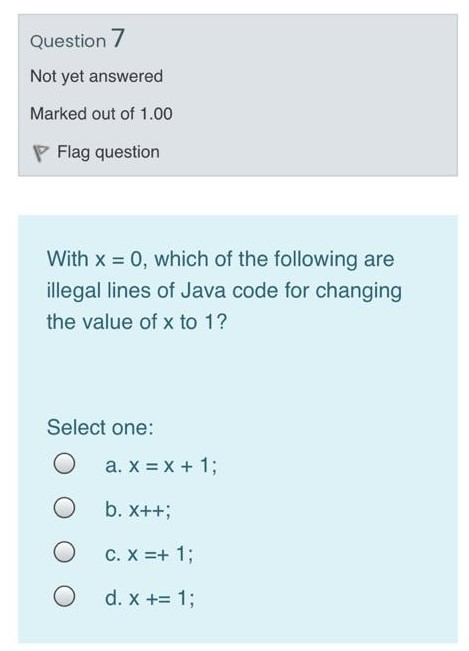 Question 7
Not yet answered
Marked out of 1.00
Flag question
With x = 0, which of the following are
illegal lines of Java code for changing
the value of x to 1?
Select one:
a. x = x + 1;
b. x++;
c. x =+ 1;
d. x += 1;